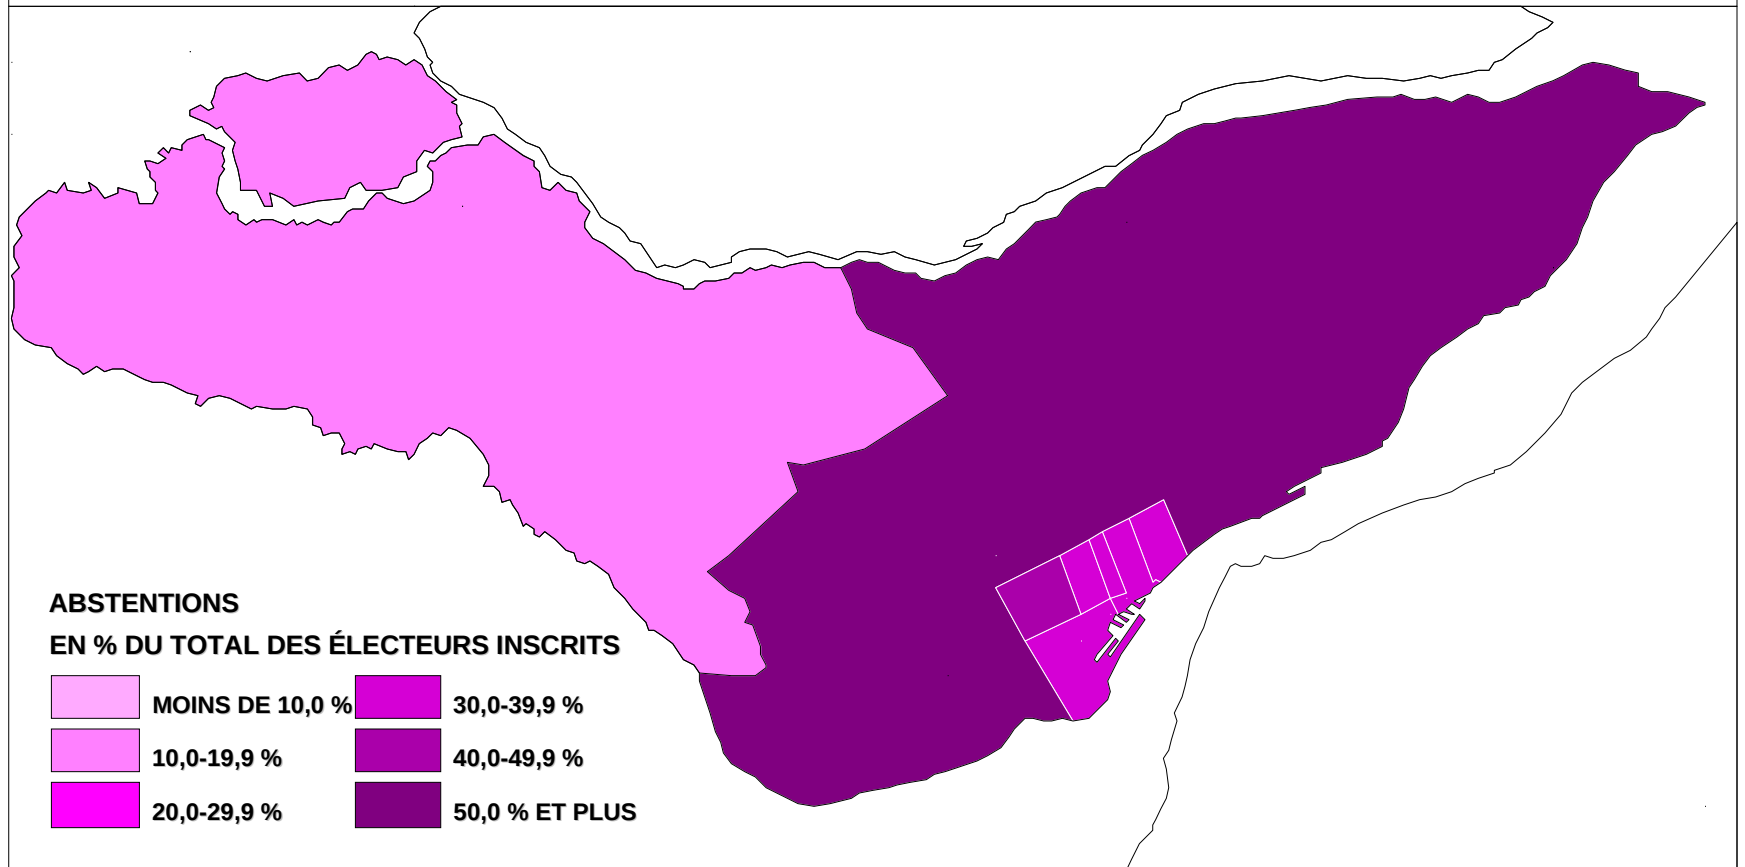 ABSTENTIONS
EN % DU TOTAL DES ÉLECTEURS INSCRITS
MOINS DE 10,0 %
10,0-19,9 %
20,0-29,9 %
30,0-39,9 %
40,0-49,9 %
50,0 % ET PLUS